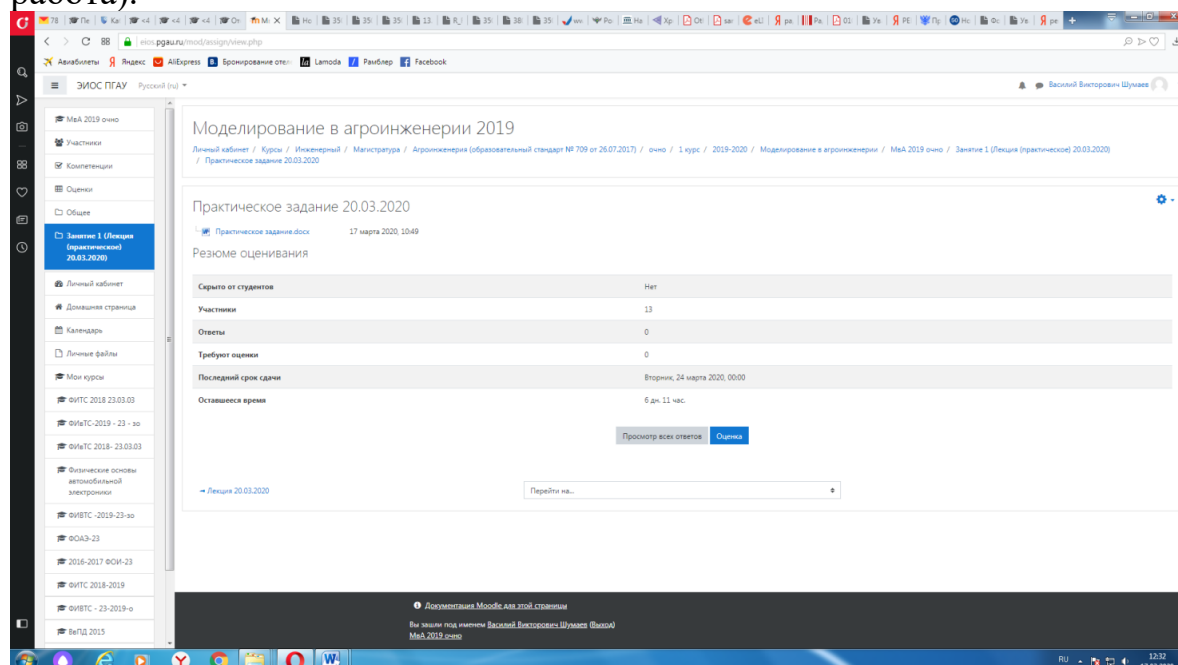 работа).
eios.pgau.ru/mod/assign/view.php
Авиабилеты Яндекс AliExpress Бронирование отел Lamoda Рамблер Facebook
ЭИОС ПГАУ Русский (ru)
Василий Викторович Шумаев
МвА 2019 очно
Участники
Компетенции
Оценки
Общее
Занятие 1 (Лекция
(практическое)
20.03.2020)
Личный кабинет
Домашняя страница
Календарь
Личные файлы
Мои курсы
ФИТС 2018 23.03.03
ФИвТС-2019 - 23 - зо
ФИвТС 2018- 23.03.03
Физические основы
автомобильной
электроники
ФИВТС -2019-23-зо
ФОАЭ-23
2016-2017 ФОИ-23
ФИТС 2018-2019
ФИВТС - 23-2019-о
ВвПД 2015
Моделирование в агроинженерии 2019
Личный кабинет / Курсы / Инженерный / Магистратура / Агроинженерия (образовательный стандарт № 709 от 26.07.2017) / очно / 1 курс / 2019-2020 / Моделирование в агроинженерии / МвА 2019 очно / Занятие 1 (Лекция (практическое) 20.03.2020)
/ Практическое задание 20.03.2020
Практическое задание 20.03.2020
Практическое задание.docx 17 марта 2020, 10:49
Резюме оценивания
Скрыто от студентов Нет
Участники 13
Ответы 0
Требуют оценки 0
Последний срок сдачи Вторник, 24 марта 2020, 00:00
Оставшееся время 6 дн. 11 час.
Просмотр всех ответов Оценка
→ Лекция 20.03.2020 Перейти на...
Документация Moodle для этой страницы
Вы зашли под именем Василий Викторович Шумаев (Выход)
МвА 2019 очно
RU 12:32